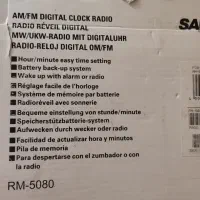 AM/FM DIGITAL CLOCK RADIO
RADIO RÉVEIL DIGITAL
MW/UKW-RADIO MIT DIGITALUHR
RADIO-RELOJ DIGITAL OM/FM
SA
■ Hour/minute easy time setting
■ Battery back-up system
■ Wake up with alarm or radio
■ Réglage facile de l'horloge
■ Système de mémoire par batterie
■ Radioréveil avec sonnerie
■ Bequeme einstellung von stunde/minute
■ Speicherstützbatterie-system
■ Aufwecken durch wecker oder radio
■ Facilidad de actualizar hora y minutos
■ Pila de memoria
■ Para despertarse con el zumbador o con
la radio
RM-5080